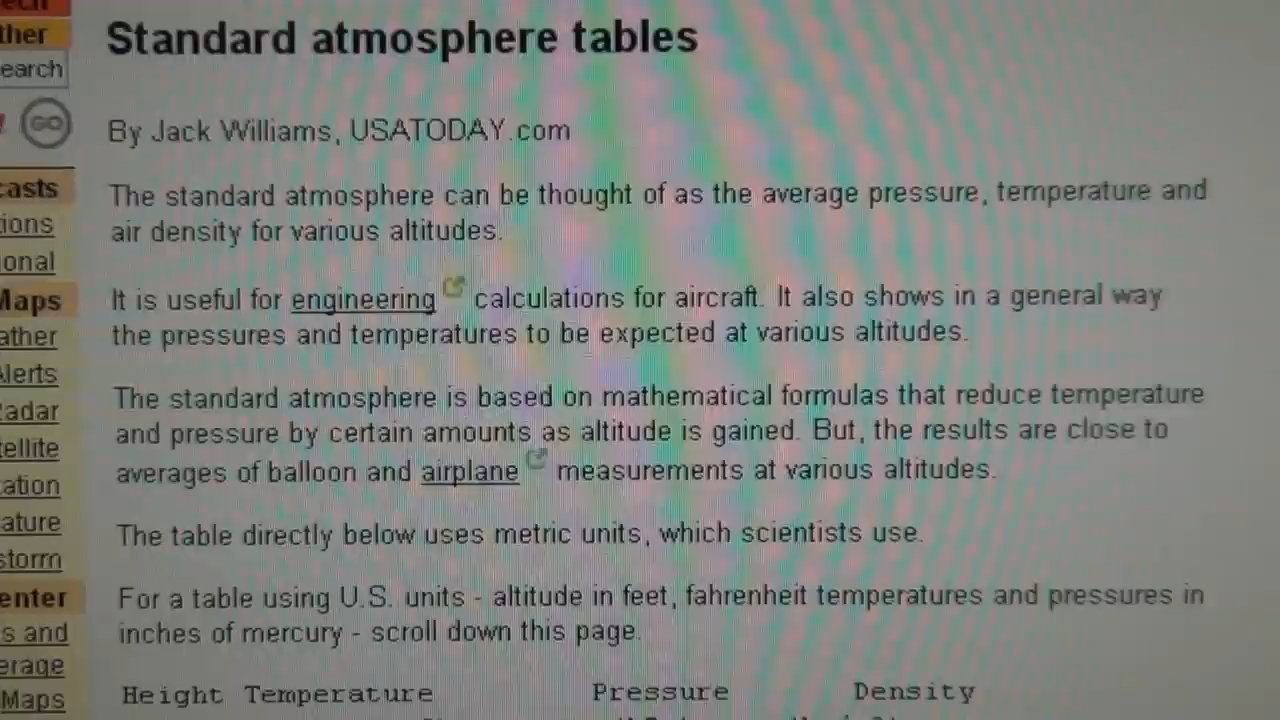 ther
earch
GO
casts
tions
onal
Maps
ather
Alerts
Radar
tellite
cation
ature
storm
enter
s and
erage
Maps
Standard atmosphere tables
By Jack Williams, USATODAY.com
The standard atmosphere can be thought of as the average pressure, temperature and
air density for various altitudes.
It is useful for engineering calculations for aircraft. It also shows in a general way
the pressures and temperatures to be expected at various altitudes.
The standard atmosphere is based on mathematical formulas that reduce temperature
and pressure by certain amounts as altitude is gained. But, the results are close to
averages of balloon and airplane measurements at various altitudes.
The table directly below uses metric units, which scientists use.
For a table using U.S. units - altitude in feet, fahrenheit temperatures and pressures in
inches of mercury - scroll down this page.
Height Temperature Pressure Density